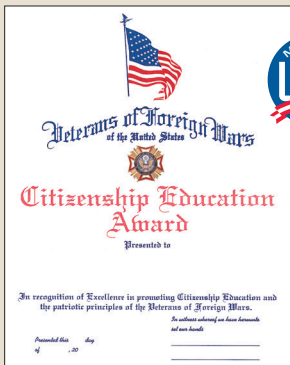 Veterans of Foreign Wars
of the United States
Citizenship Education
Award
Presented to
In recognition of Excellence in promoting Citizenship Education and
the patriotic principles of the Veterans of Foreign Wars.
In witness whereof we have hereunto
set our hands
Presented this day
of , 20